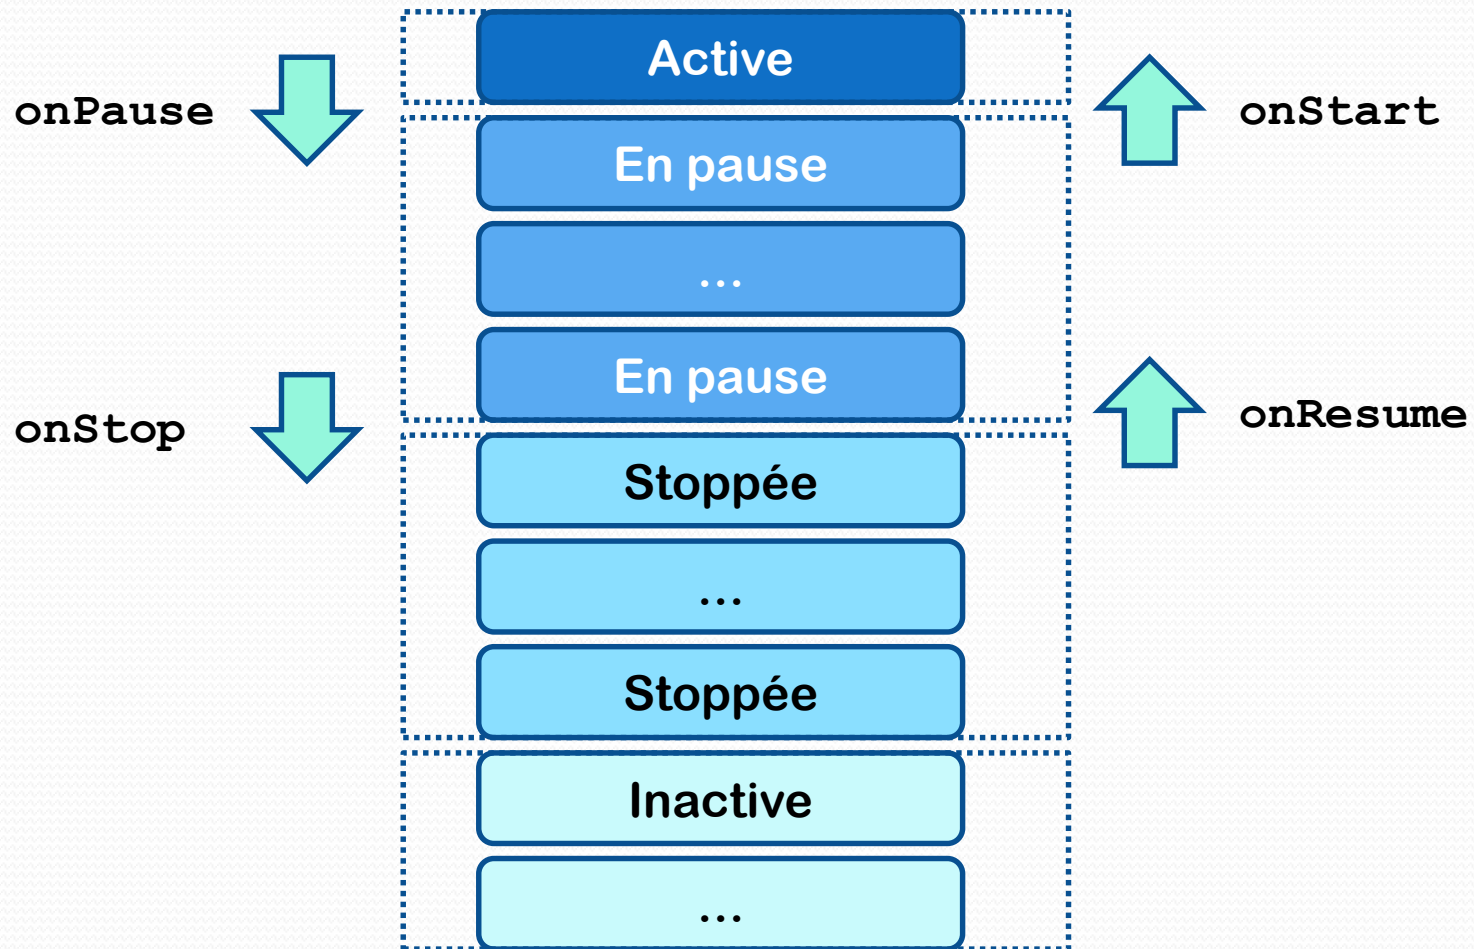 Active
onPause
onStart
En pause
...
En pause
onStop
onResume
Stoppée
...
Stoppée
Inactive
...